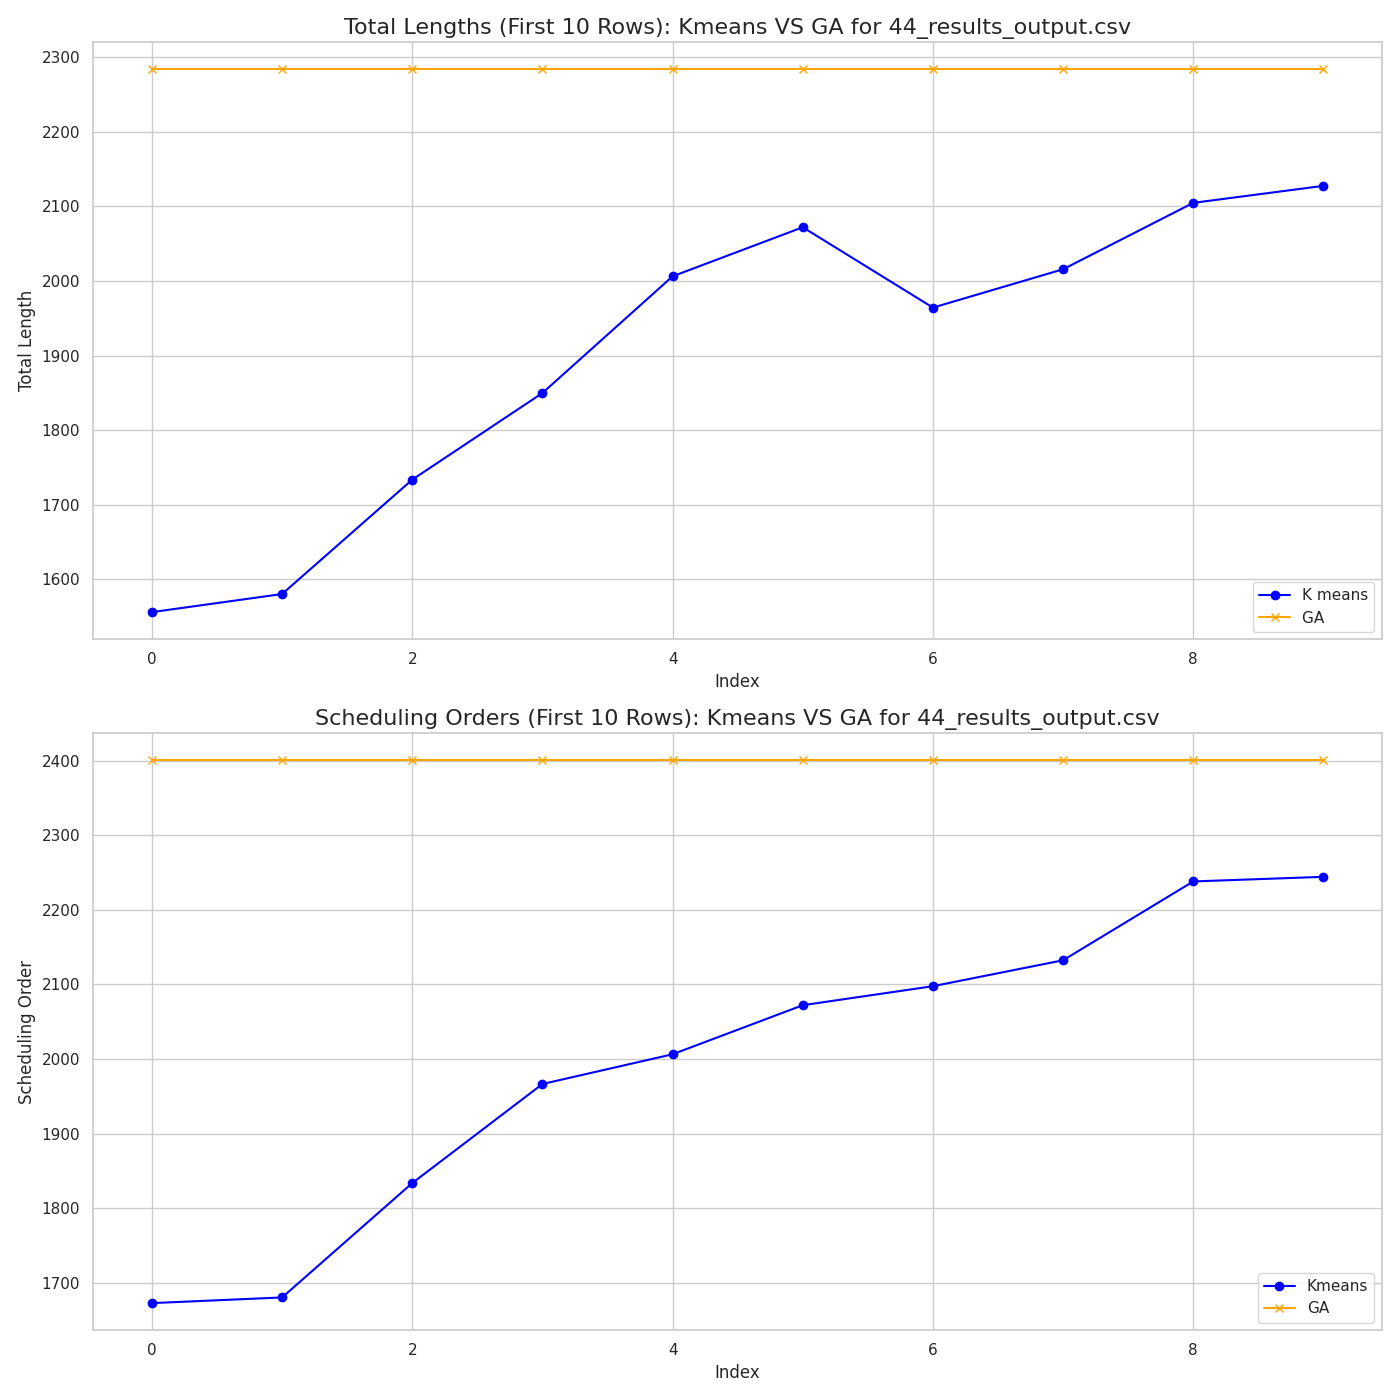 Total Lengths (First 10 Rows): Kmeans VS GA for 44_results_output.csv
2300
2200
2100
2000
1900
1800
1700
1600
Total Length
K means
GA
0 2 4 6 8
Index
Scheduling Orders (First 10 Rows): Kmeans VS GA for 44_results_output.csv
2400
2300
2200
2100
2000
1900
1800
1700
Scheduling Order
Kmeans
GA
0 2 4 6 8
Index